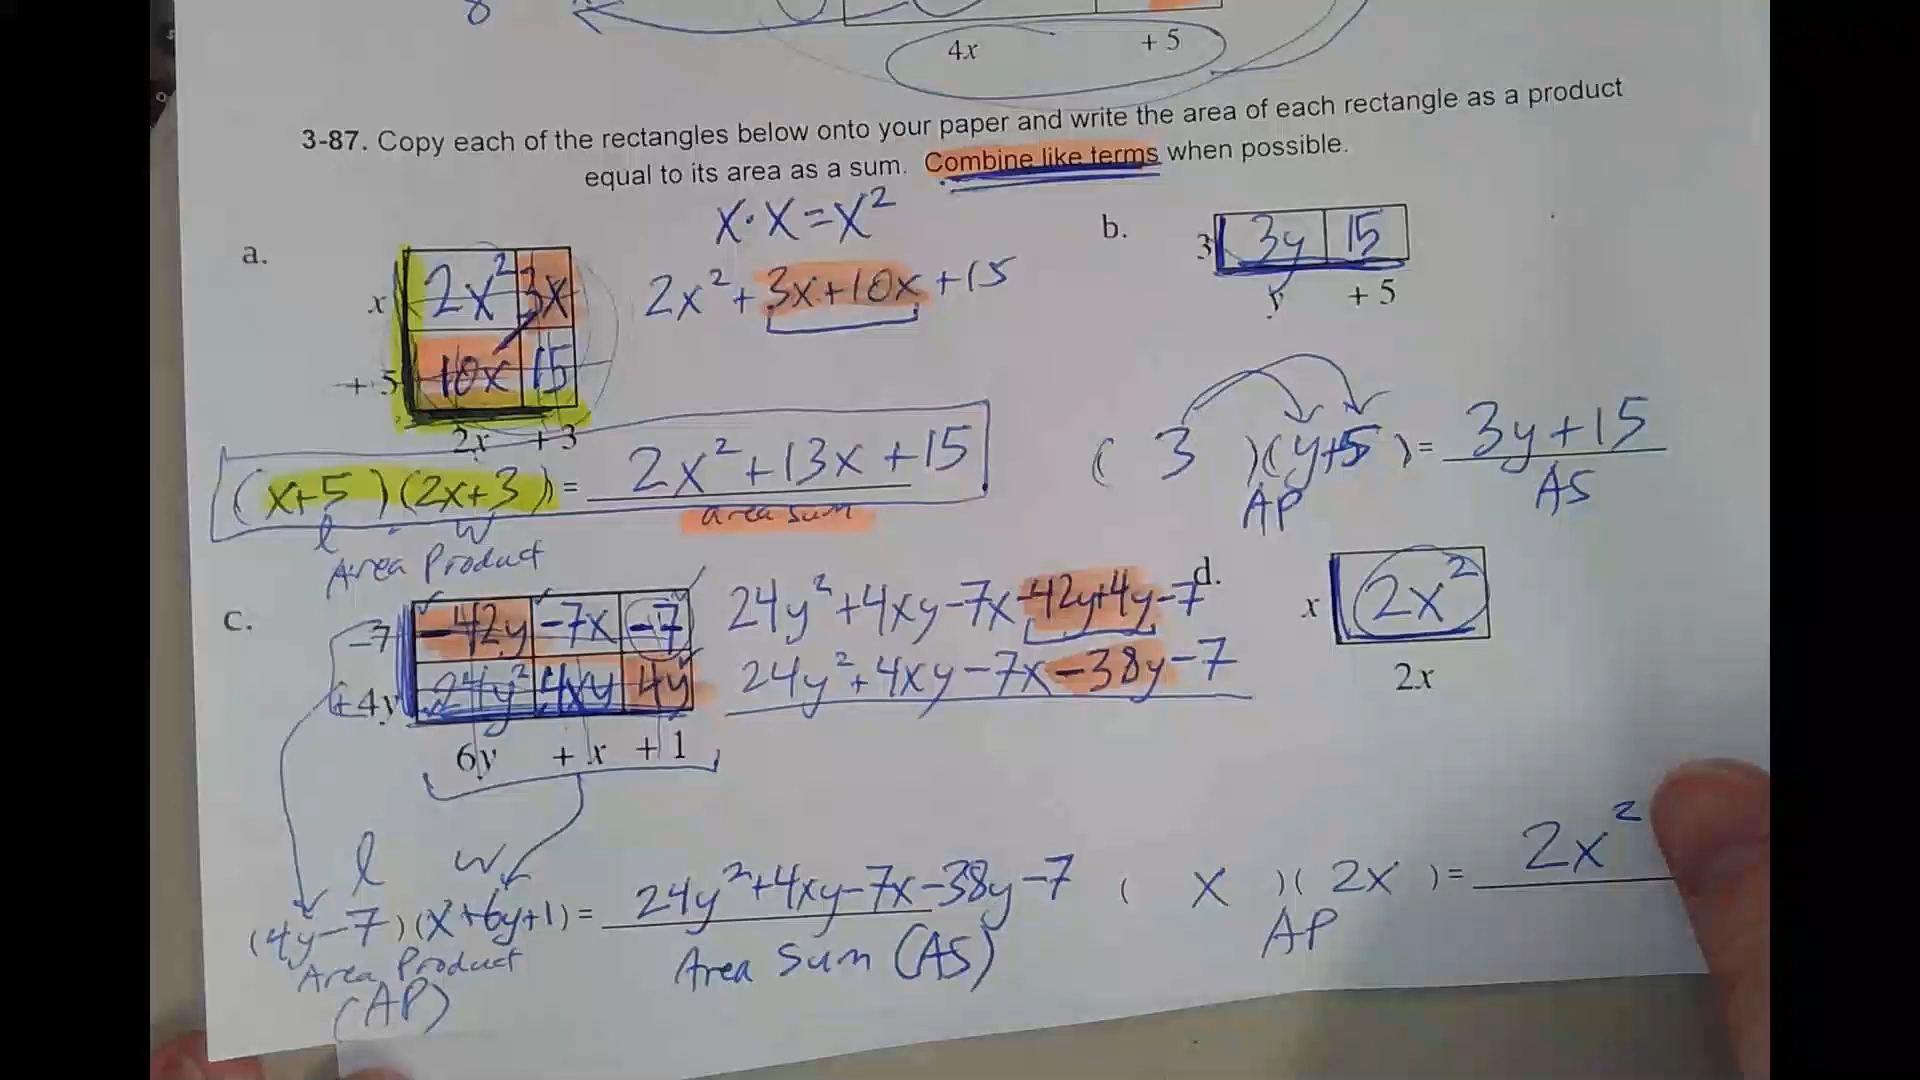 8
4x + 5
3-87. Copy each of the rectangles below onto your paper and write the area of each rectangle as a product
equal to its area as a sum. Combine like terms when possible.
x·x=x²
a.
x 2x² 3x
+ 5 10x 15
2x + 3
2x²+3x+10x+15
(x+5)(2x+3)= 2x²+13x+15
l w area sum
Area Product
b.
3 3y 15
y + 5
( 3 )(y+5)= 3y+15
AP AS
c.
-7 -42y -7x -7
+4y 24y² 4xy 4y
6y + x + 1
24y²+4xy-7x-42y+4y-7
24y²+4xy-7x-38y-7
l w
(4y-7)(x+6y+1)= 24y²+4xy-7x-38y-7
Area Product Area Sum (AS)
(AP)
d.
x 2x²
2x
( x )( 2x )= 2x²
AP